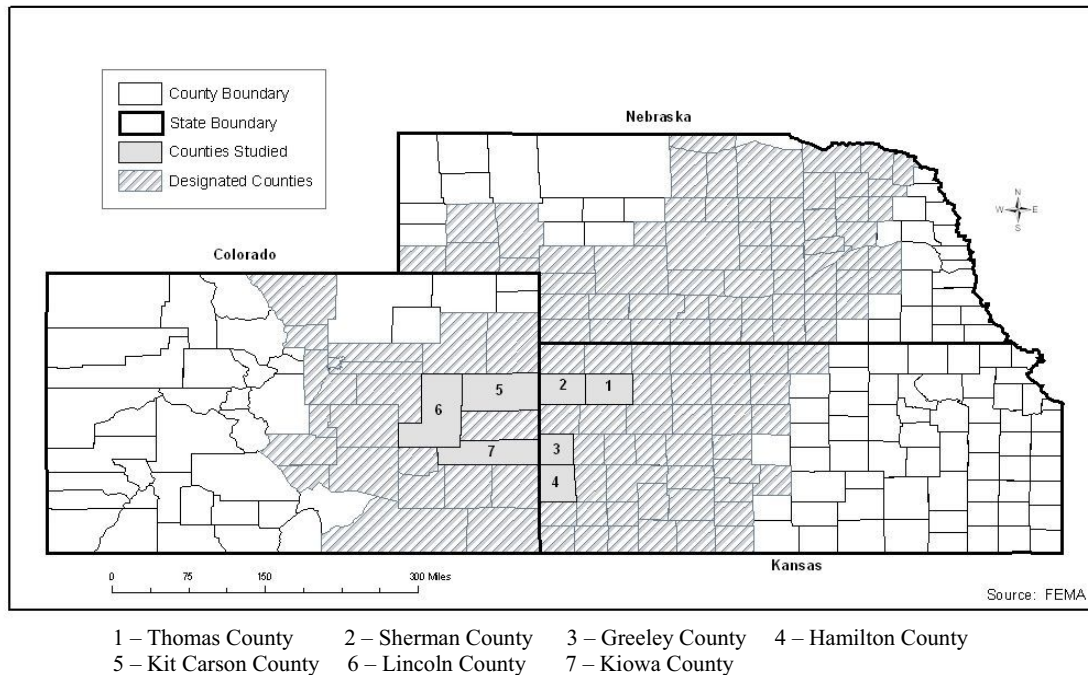 County Boundary
State Boundary
Counties Studied
Designated Counties
Nebraska
N
W E
S
Colorado
5
2 1
6
7
3
4
Kansas
0 75 150 300 Miles
Source: FEMA
1 – Thomas County 2 – Sherman County 3 – Greeley County 4 – Hamilton County
5 – Kit Carson County 6 – Lincoln County 7 – Kiowa County